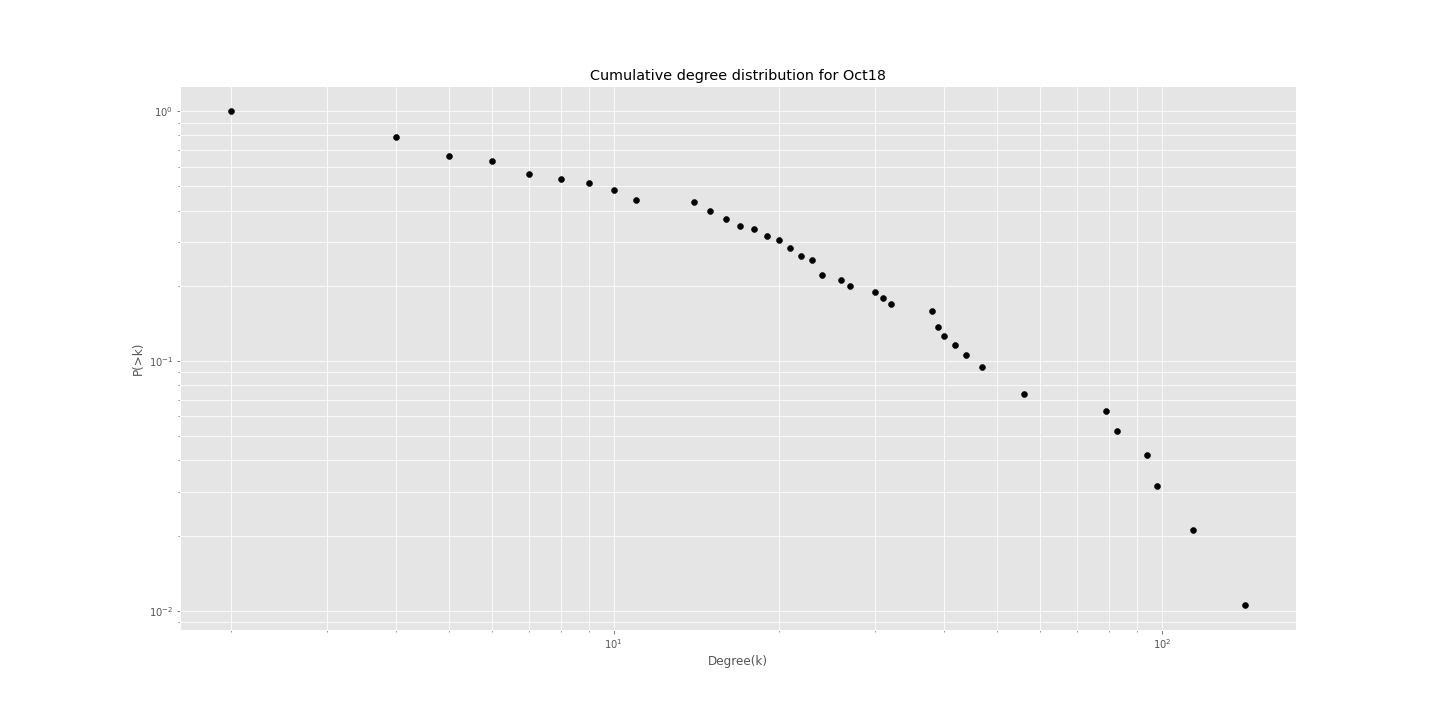 Cumulative degree distribution for Oct18
10⁰
10⁻¹
10⁻²
P(>k)
10¹
10²
Degree(k)